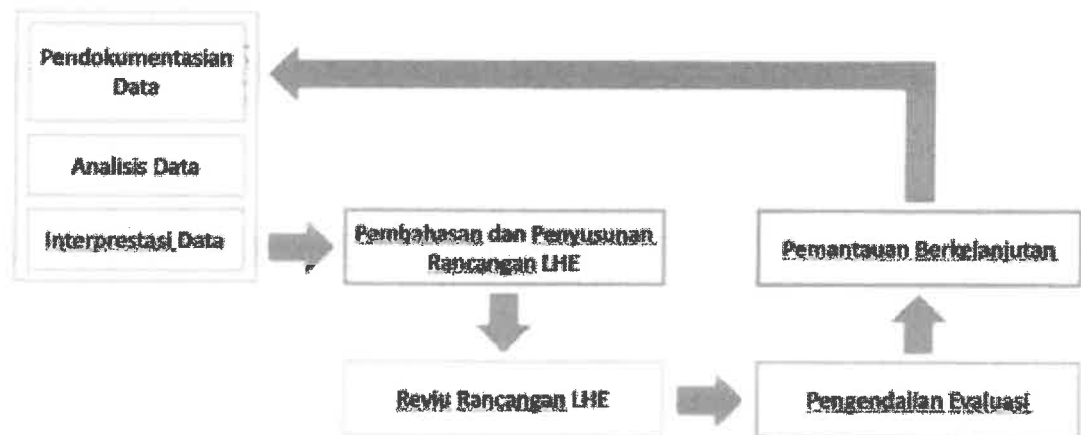 Pendokumentasian
Data
Analisis Data
Interprestasi Data
Pembahasan dan Penyusunan
Rancangan LHE
Pemantauan Berkelanjutan
Reviu Rancangan LHE
Pengendalian Evaluasi